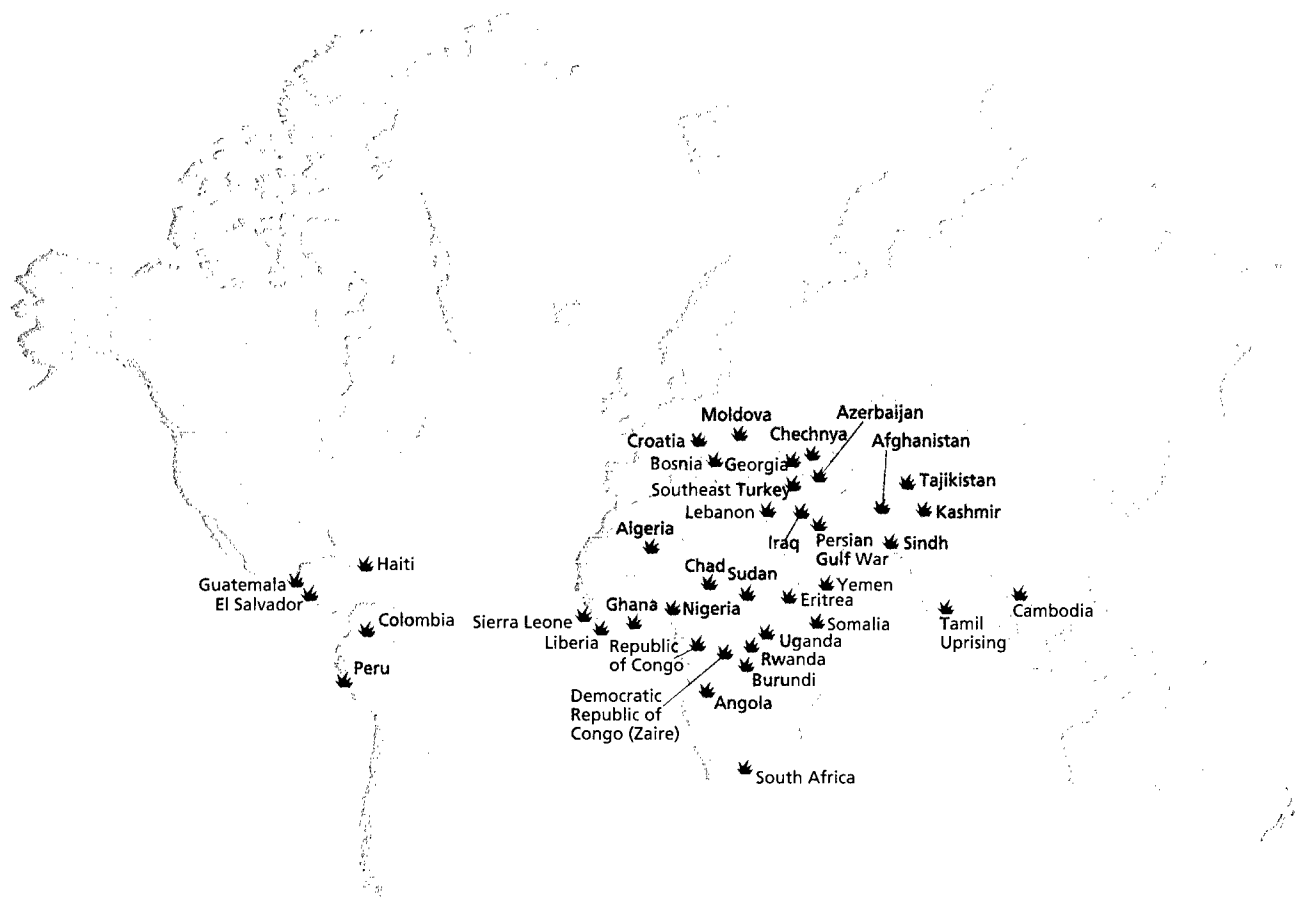 Moldova
Azerbaijan
Croatia
Chechnya
Afghanistan
Bosnia
Georgia
Southeast Turkey
Tajikistan
Lebanon
Kashmir
Algeria
Iraq
Persian
Gulf War
Sindh
Haiti
Chad
Sudan
Guatemala
Yemen
El Salvador
Ghana
Nigeria
Eritrea
Cambodia
Colombia
Sierra Leone
Somalia
Tamil
Uprising
Liberia
Republic
of Congo
Uganda
Rwanda
Peru
Burundi
Democratic
Republic of
Congo (Zaire)
Angola
South Africa